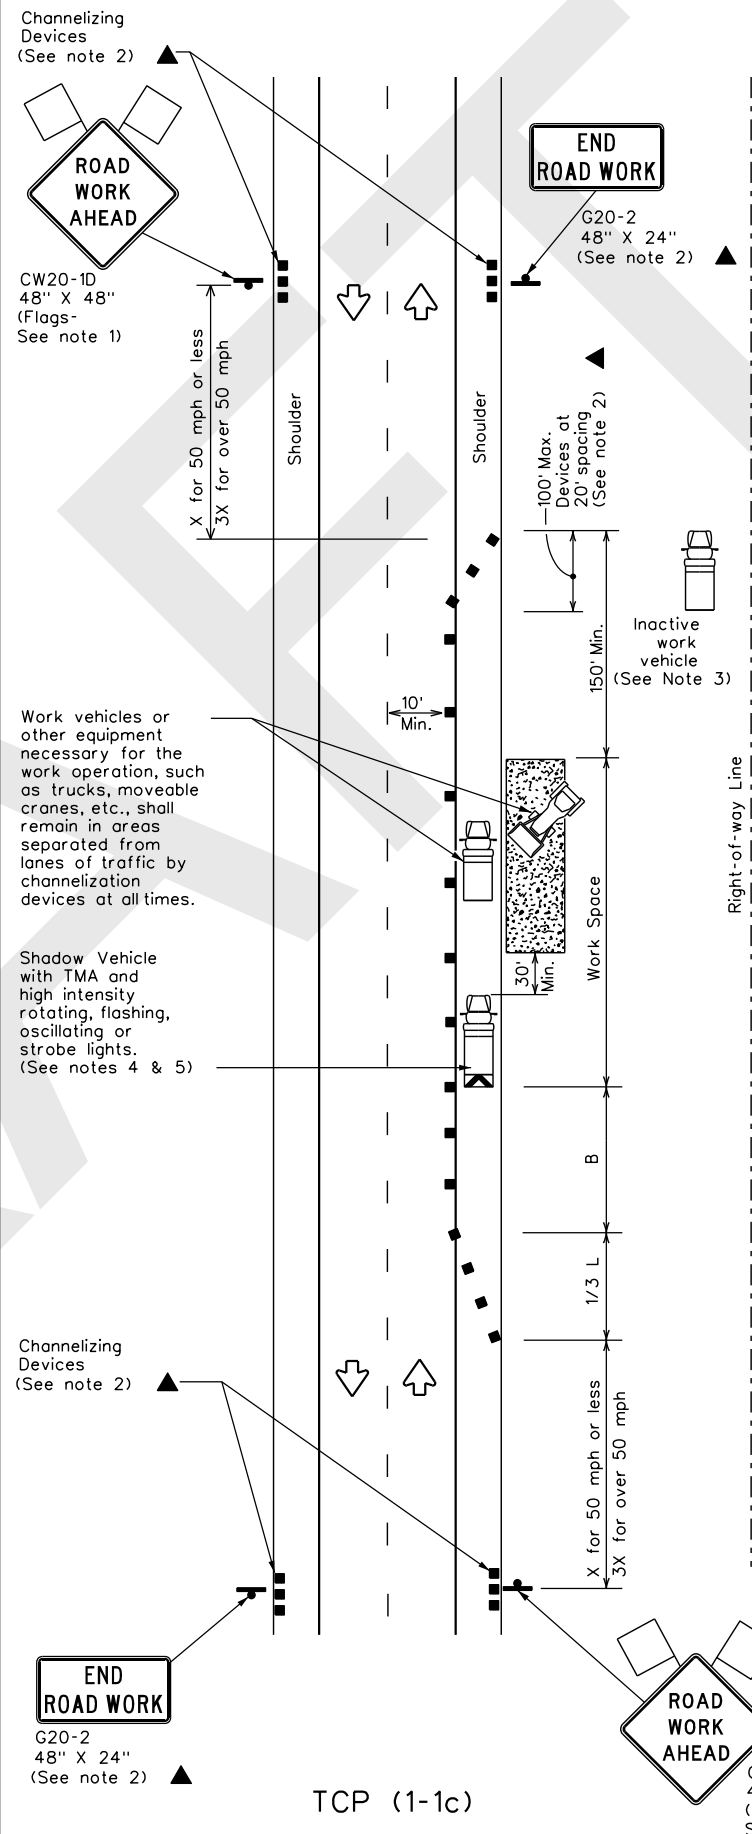 Channelizing
Devices
(See note 2)
ROAD
WORK
AHEAD
CW20-1D
48" X 48"
(Flags-
See note 1)
END
ROAD WORK
G20-2
48" X 24"
(See note 2)
X for 50 mph or less
3X for over 50 mph
Shoulder
Shoulder
100' Max.
Devices at
20' spacing
(See note 2)
150' Min.
Inactive
work
vehicle
(See Note 3)
10'
Min.
Work vehicles or
other equipment
necessary for the
work operation, such
as trucks, moveable
cranes, etc., shall
remain in areas
separated from
lanes of traffic by
channelization
devices at all times.
Right-of-way Line
Work Space
30'
Min.
Shadow Vehicle
with TMA and
high intensity
rotating, flashing,
oscillating or
strobe lights.
(See notes 4 & 5)
B
1/3 L
Channelizing
Devices
(See note 2)
X for 50 mph or less
3X for over 50 mph
END
ROAD WORK
G20-2
48" X 24"
(See note 2)
ROAD
WORK
AHEAD
TCP (1-1c)